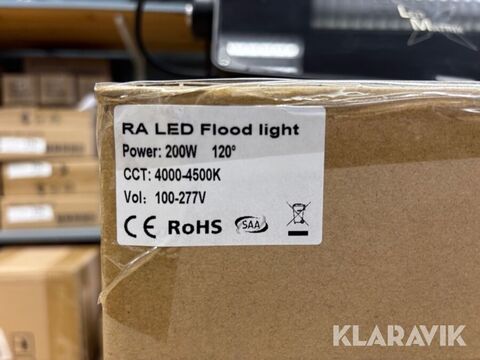 RA LED Flood light
Power: 200W 120°
CCT: 4000-4500K
Vol: 100-277V
CE RoHS SAA
KLARAVIK